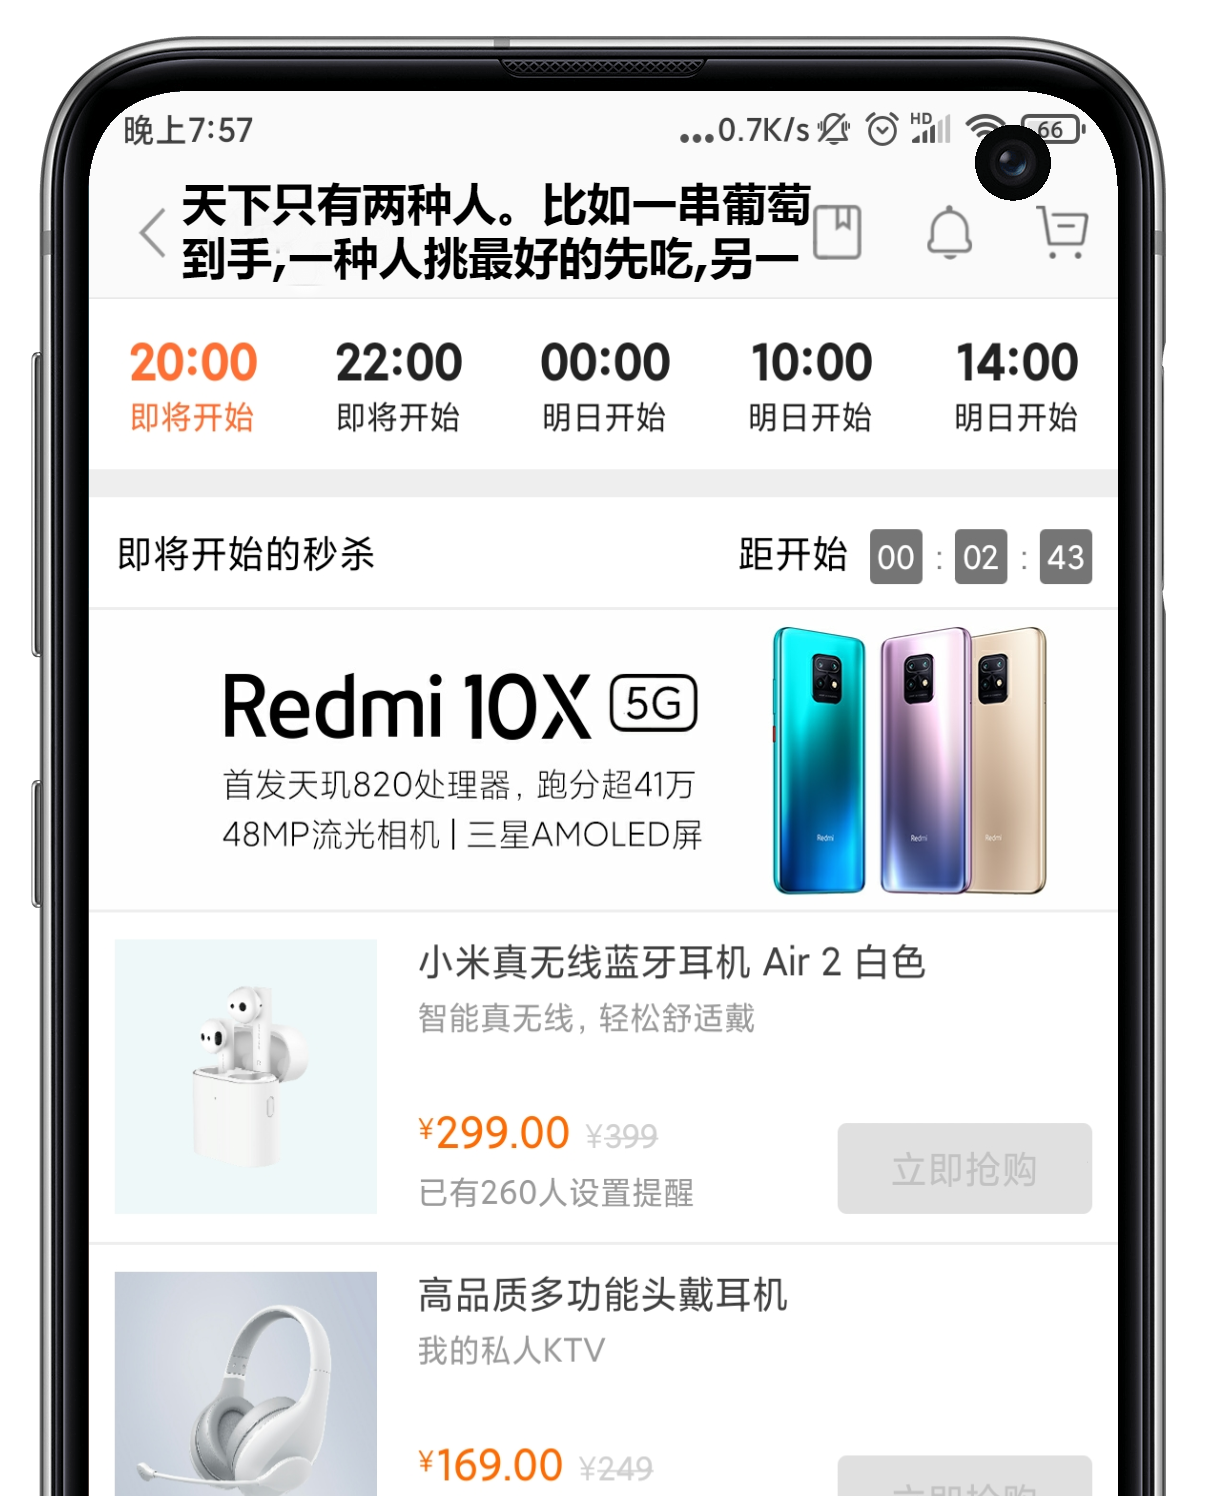 晚上7:57
...0.7K/s HD 66
天下只有两种人。比如一串葡萄
到手,一种人挑最好的先吃,另一
20:00 22:00 00:00 10:00 14:00
即将开始 即将开始 明日开始 明日开始 明日开始
即将开始的秒杀 距开始 00 : 02 : 43
Redmi 10X 5G
首发天玑820处理器, 跑分超41万
48MP流光相机 | 三星AMOLED屏
Redmi Redmi Redmi
小米真无线蓝牙耳机 Air 2 白色
智能真无线, 轻松舒适戴
¥299.00 ¥399
已有260人设置提醒
立即抢购
高品质多功能头戴耳机
我的私人KTV
¥169.00 ¥249
立即抢购